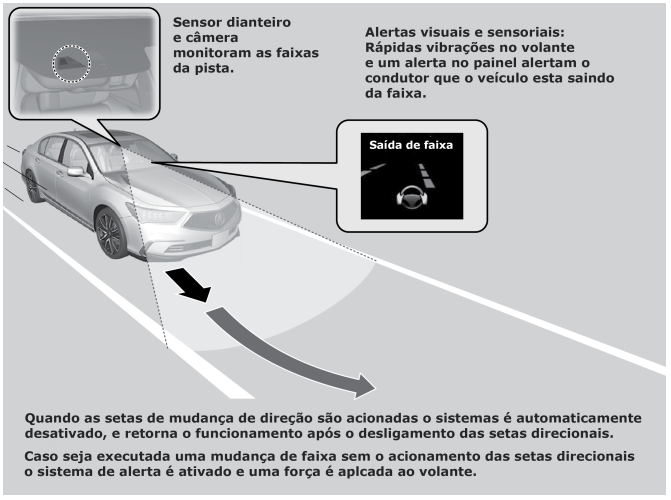 Sensor dianteiro
e câmera
monitoram as faixas
da pista.
Alertas visuais e sensoriais:
Rápidas vibrações no volante
e um alerta no painel alertam o
condutor que o veículo esta saindo
da faixa.
Saída de faixa
Quando as setas de mudança de direção são acionadas o sistemas é automaticamente
desativado, e retorna o funcionamento após o desligamento das setas direcionais.
Caso seja executada uma mudança de faixa sem o acionamento das setas direcionais
o sistema de alerta é ativado e uma força é aplcada ao volante.